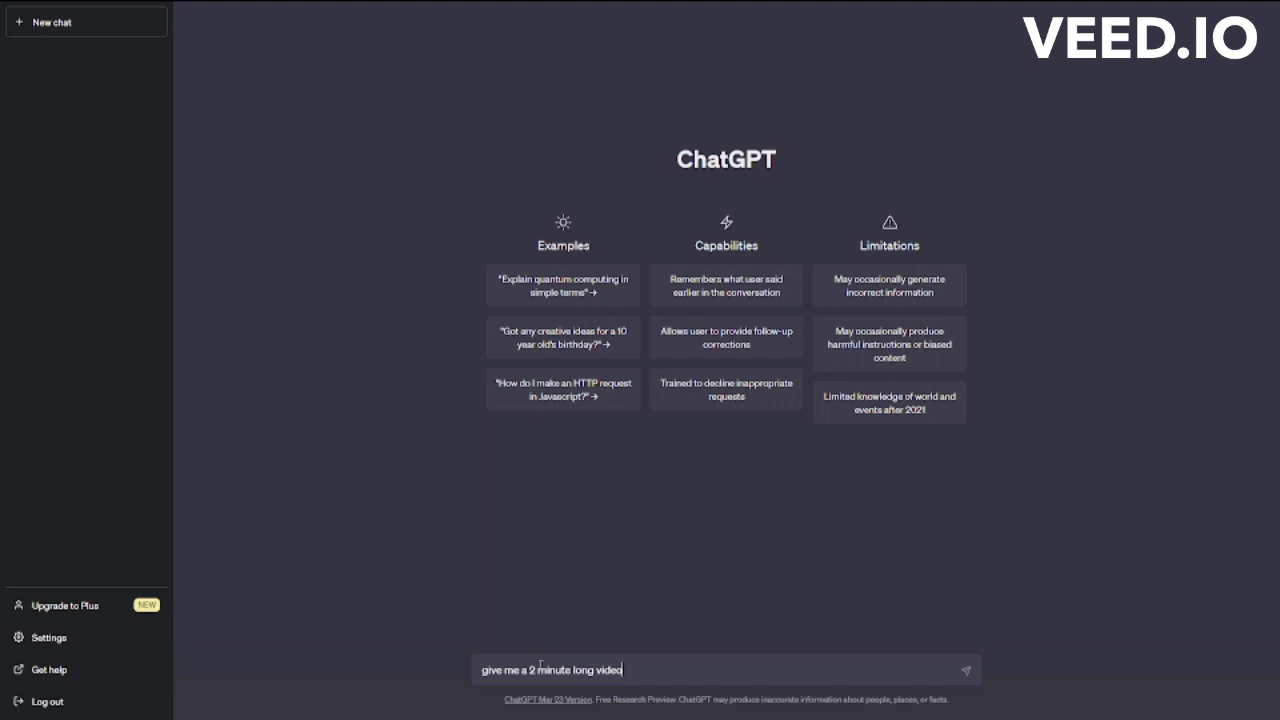 New chat
VEED.IO
ChatGPT
Examples
Capabilities
Limitations
"Explain quantum computing in
simple terms" →
Remembers what user said
earlier in the conversation
May occasionally generate
incorrect information
"Got any creative ideas for a 10
year old's birthday?" →
Allows user to provide follow-up
corrections
May occasionally produce
harmful instructions or biased
content
"How do I make an HTTP request
in Javascript?" →
Trained to decline inappropriate
requests
Limited knowledge of world and
events after 2021
Upgrade to Plus NEW
Settings
Get help
Log out
give me a 2 minute long video
ChatGPT Mar 23 Version. Free Research Preview. ChatGPT may produce inaccurate information about people, places, or facts.